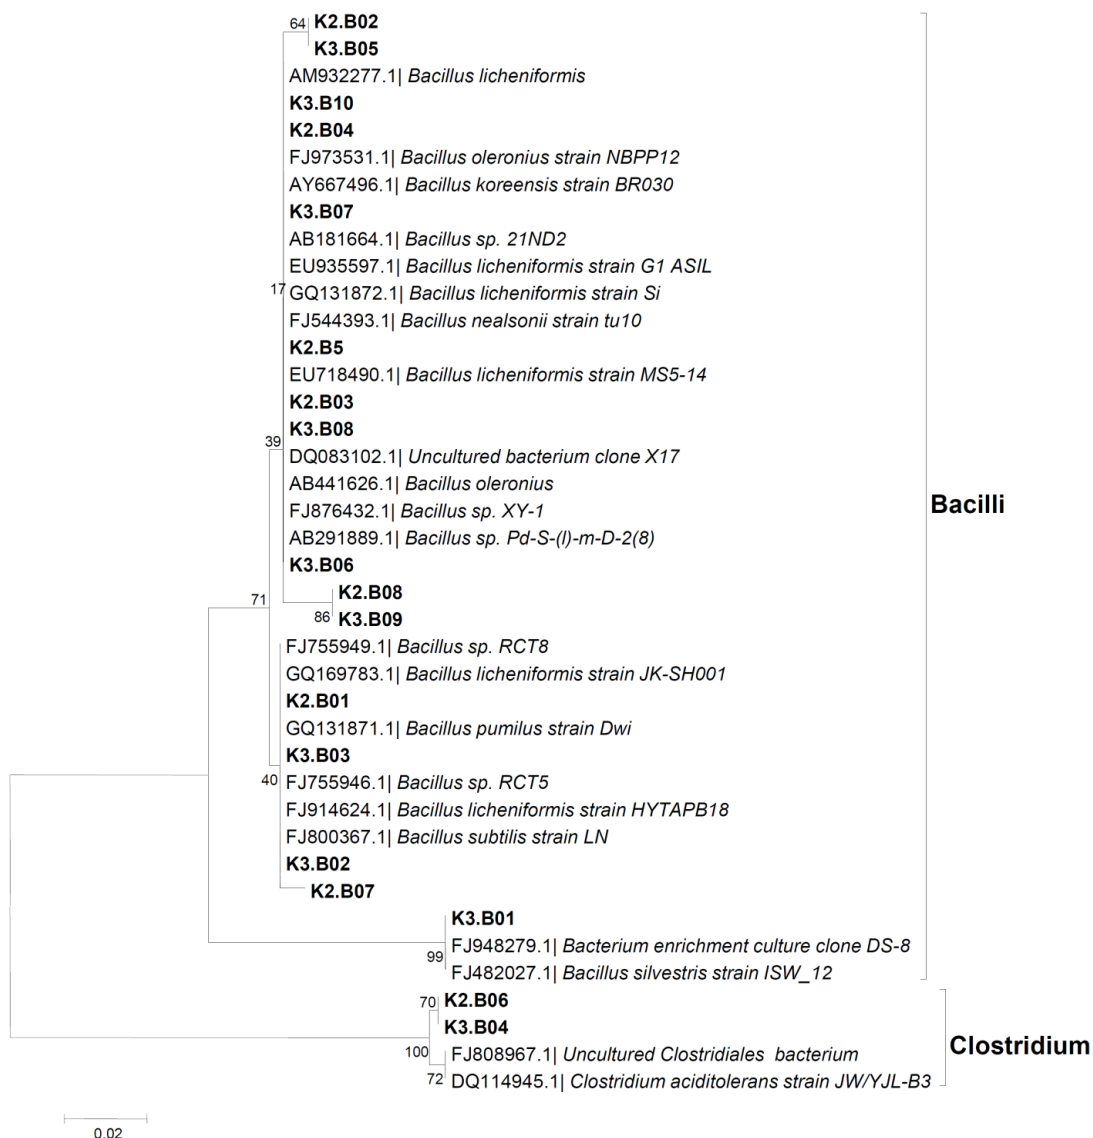 64
K2.B02
K3.B05
AM932277.1| Bacillus licheniformis
K3.B10
K2.B04
FJ973531.1| Bacillus oleronius strain NBPP12
AY667496.1| Bacillus koreensis strain BR030
K3.B07
AB181664.1| Bacillus sp. 21ND2
EU935597.1| Bacillus licheniformis strain G1 ASIL
17
GQ131872.1| Bacillus licheniformis strain Si
FJ544393.1| Bacillus nealsonii strain tu10
K2.B5
EU718490.1| Bacillus licheniformis strain MS5-14
K2.B03
K3.B08
39
DQ083102.1| Uncultured bacterium clone X17
AB441626.1| Bacillus oleronius
Bacilli
FJ876432.1| Bacillus sp. XY-1
AB291889.1| Bacillus sp. Pd-S-(l)-m-D-2(8)
K3.B06
71
K2.B08
86
K3.B09
FJ755949.1| Bacillus sp. RCT8
GQ169783.1| Bacillus licheniformis strain JK-SH001
K2.B01
GQ131871.1| Bacillus pumilus strain Dwi
K3.B03
40
FJ755946.1| Bacillus sp. RCT5
FJ914624.1| Bacillus licheniformis strain HYTAPB18
FJ800367.1| Bacillus subtilis strain LN
K3.B02
K2.B07
K3.B01
99
FJ948279.1| Bacterium enrichment culture clone DS-8
FJ482027.1| Bacillus silvestris strain ISW_12
70
K2.B06
K3.B04
Clostridium
100
FJ808967.1| Uncultured Clostridiales bacterium
72
DQ114945.1| Clostridium aciditolerans strain JW/YJL-B3
0.02